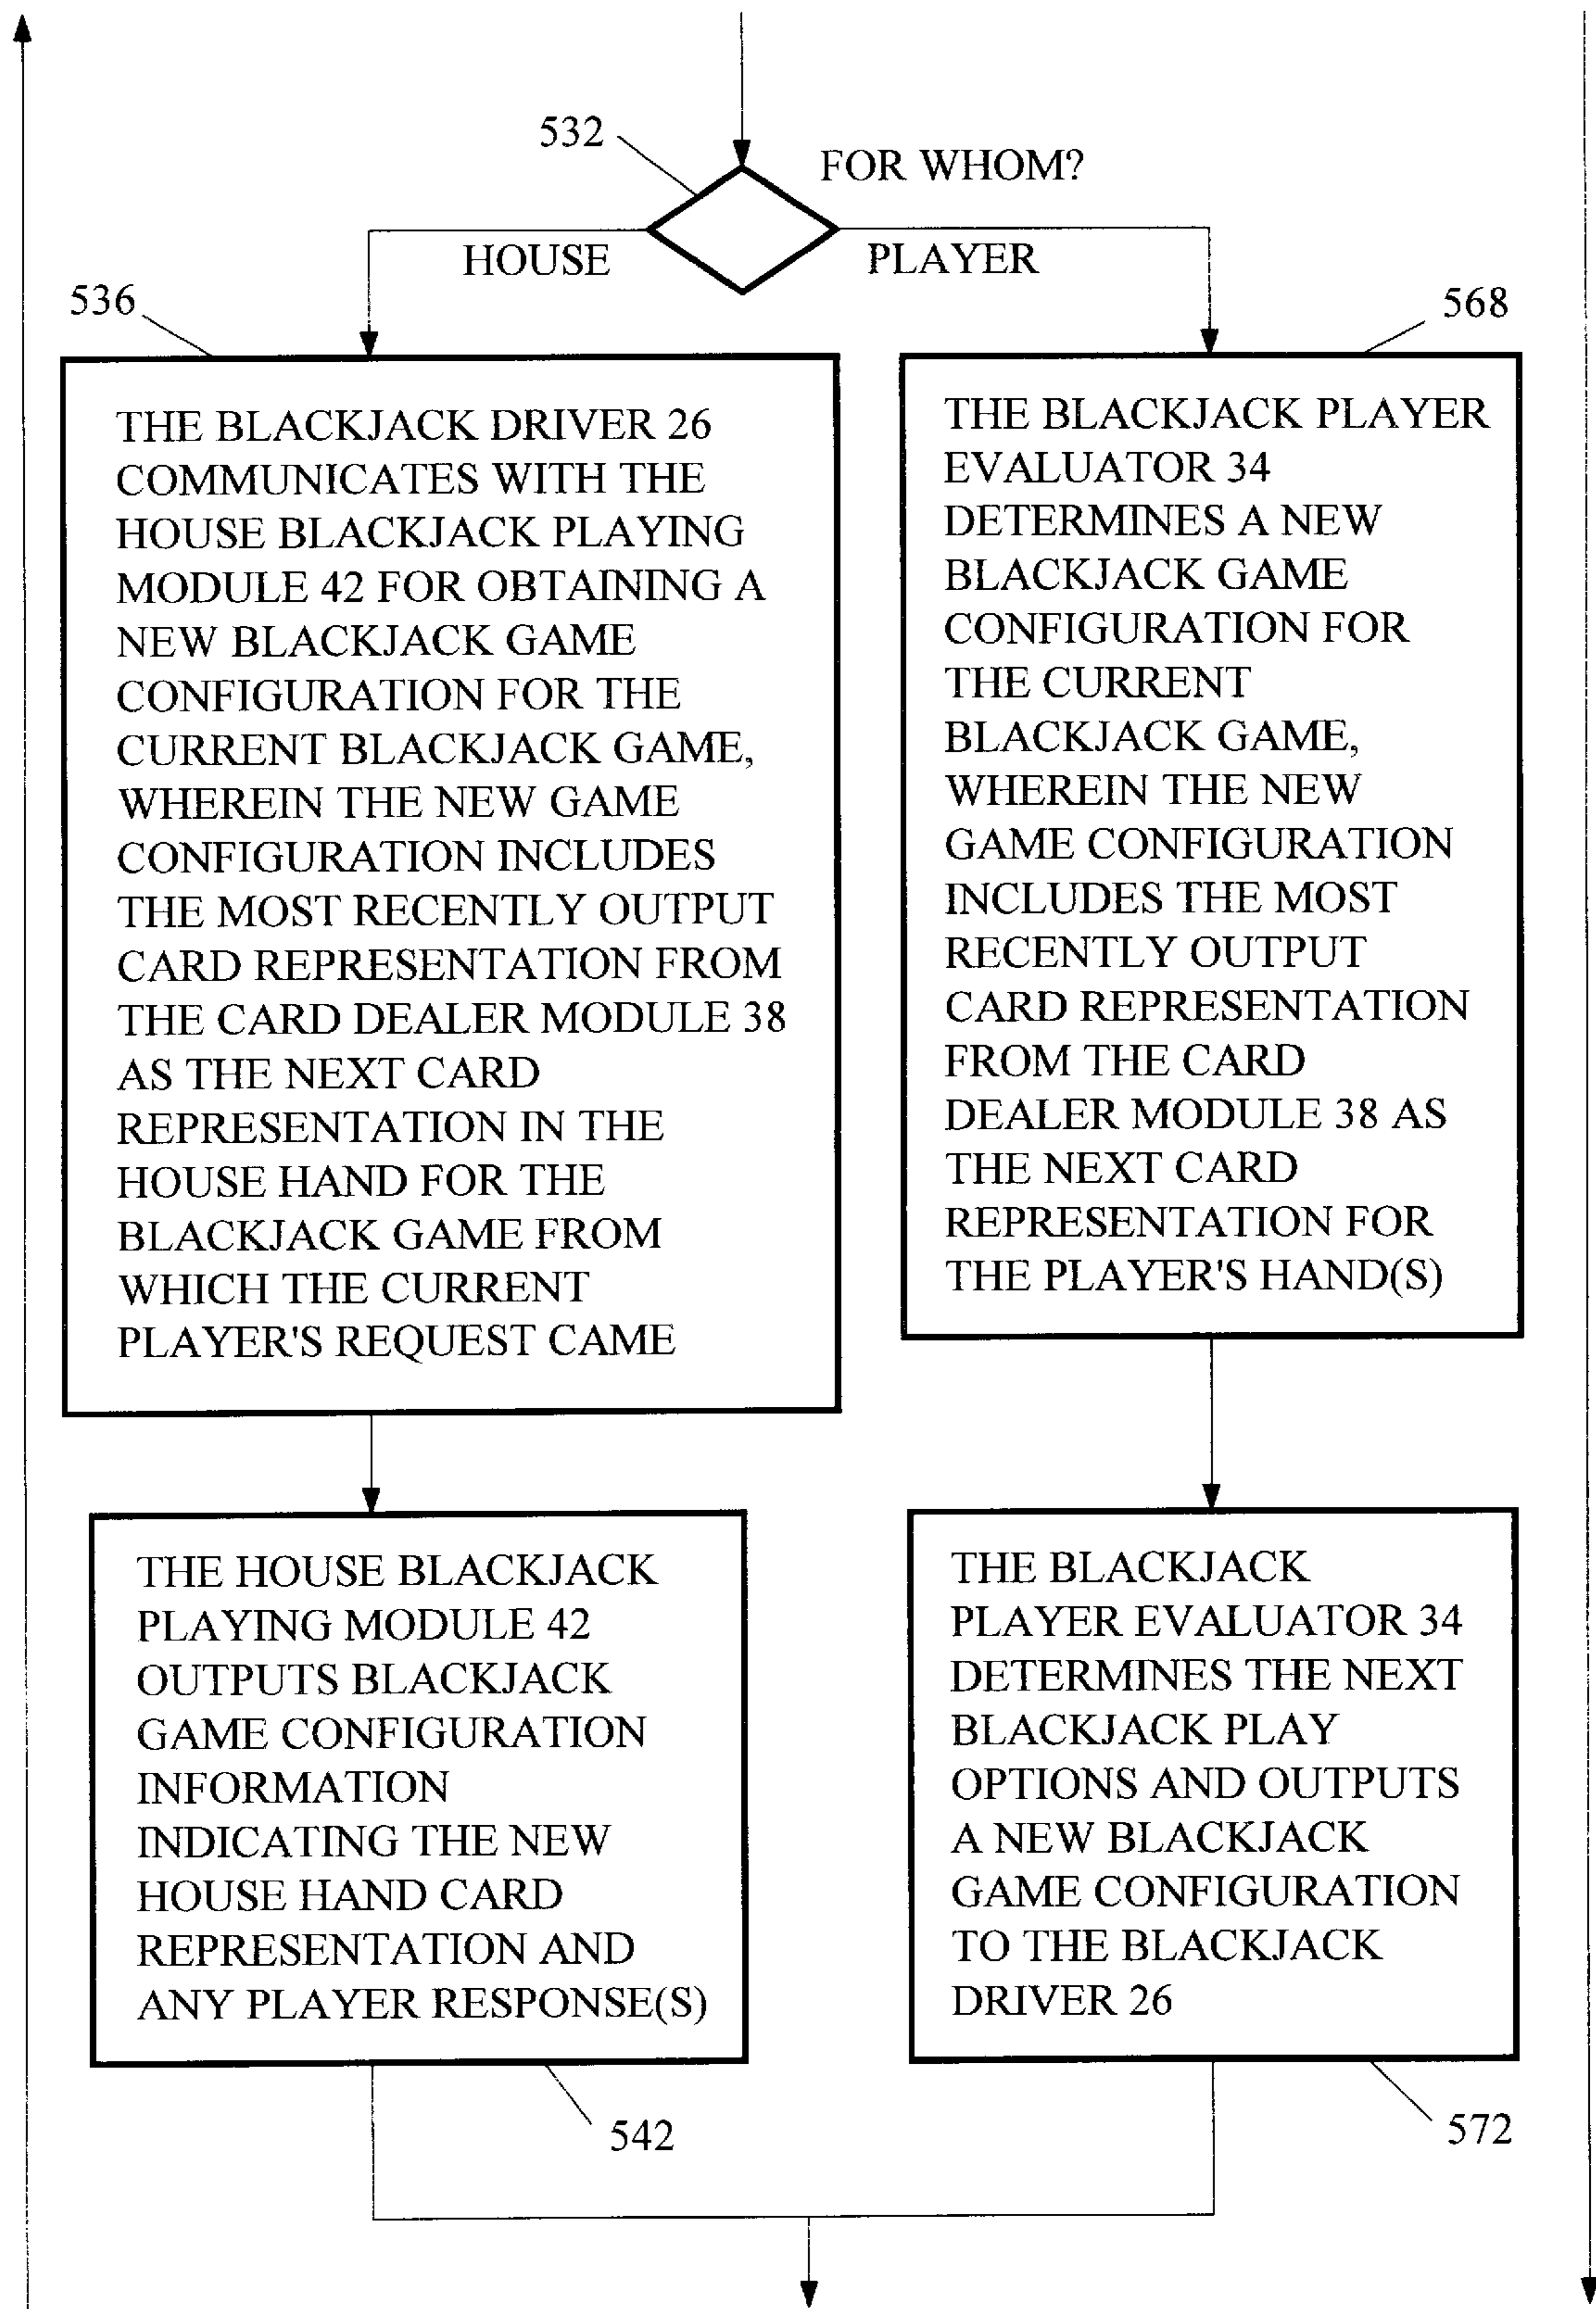 532
FOR WHOM?
HOUSE
PLAYER
536
568
THE BLACKJACK DRIVER 26
COMMUNICATES WITH THE
HOUSE BLACKJACK PLAYING
MODULE 42 FOR OBTAINING A
NEW BLACKJACK GAME
CONFIGURATION FOR THE
CURRENT BLACKJACK GAME,
WHEREIN THE NEW GAME
CONFIGURATION INCLUDES
THE MOST RECENTLY OUTPUT
CARD REPRESENTATION FROM
THE CARD DEALER MODULE 38
AS THE NEXT CARD
REPRESENTATION IN THE
HOUSE HAND FOR THE
BLACKJACK GAME FROM
WHICH THE CURRENT
PLAYER'S REQUEST CAME
THE BLACKJACK PLAYER
EVALUATOR 34
DETERMINES A NEW
BLACKJACK GAME
CONFIGURATION FOR
THE CURRENT
BLACKJACK GAME,
WHEREIN THE NEW
GAME CONFIGURATION
INCLUDES THE MOST
RECENTLY OUTPUT
CARD REPRESENTATION
FROM THE CARD
DEALER MODULE 38 AS
THE NEXT CARD
REPRESENTATION FOR
THE PLAYER'S HAND(S)
THE HOUSE BLACKJACK
PLAYING MODULE 42
OUTPUTS BLACKJACK
GAME CONFIGURATION
INFORMATION
INDICATING THE NEW
HOUSE HAND CARD
REPRESENTATION AND
ANY PLAYER RESPONSE(S)
THE BLACKJACK
PLAYER EVALUATOR 34
DETERMINES THE NEXT
BLACKJACK PLAY
OPTIONS AND OUTPUTS
A NEW BLACKJACK
GAME CONFIGURATION
TO THE BLACKJACK
DRIVER 26
542
572